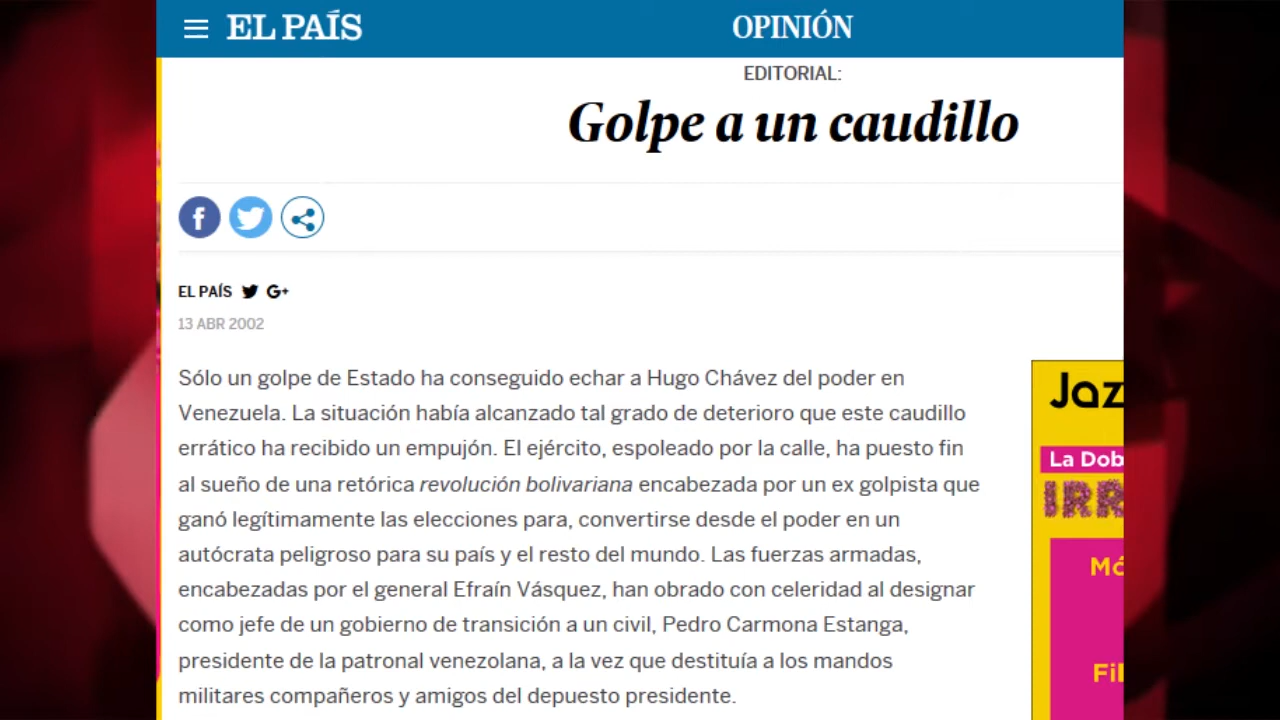 EL PAÍS
OPINIÓN
EDITORIAL:
Golpe a un caudillo
EL PAÍS G+
13 ABR 2002
Sólo un golpe de Estado ha conseguido echar a Hugo Chávez del poder en
Venezuela. La situación había alcanzado tal grado de deterioro que este caudillo
errático ha recibido un empujón. El ejército, espoleado por la calle, ha puesto fin
al sueño de una retórica revolución bolivariana encabezada por un ex golpista que
ganó legítimamente las elecciones para, convertirse desde el poder en un
autócrata peligroso para su país y el resto del mundo. Las fuerzas armadas,
encabezadas por el general Efraín Vásquez, han obrado con celeridad al designar
como jefe de un gobierno de transición a un civil, Pedro Carmona Estanga,
presidente de la patronal venezolana, a la vez que destituía a los mandos
militares compañeros y amigos del depuesto presidente.
Jaz
La Dob
IRR
Mó
Fil